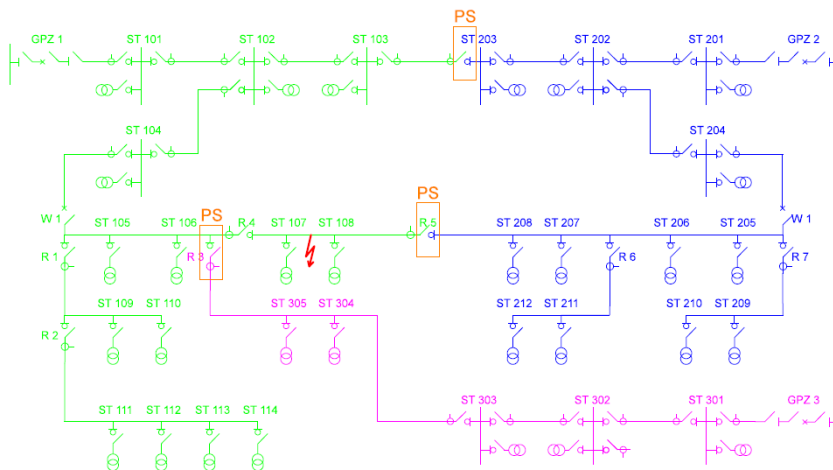 PS
GPZ 1 ST 101 ST 102 ST 103 ST 203 ST 202 ST 201 GPZ 2
ST 104 ST 204
W 1 ST 105 ST 106 PS R 4 ST 107 ST 108 R 5 PS ST 208 ST 207 ST 206 ST 205 W 1
R 1 R 3 R 6 R 7
ST 109 ST 110 ST 305 ST 304 ST 212 ST 211 ST 210 ST 209
R 2
ST 111 ST 112 ST 113 ST 114 ST 303 ST 302 ST 301 GPZ 3